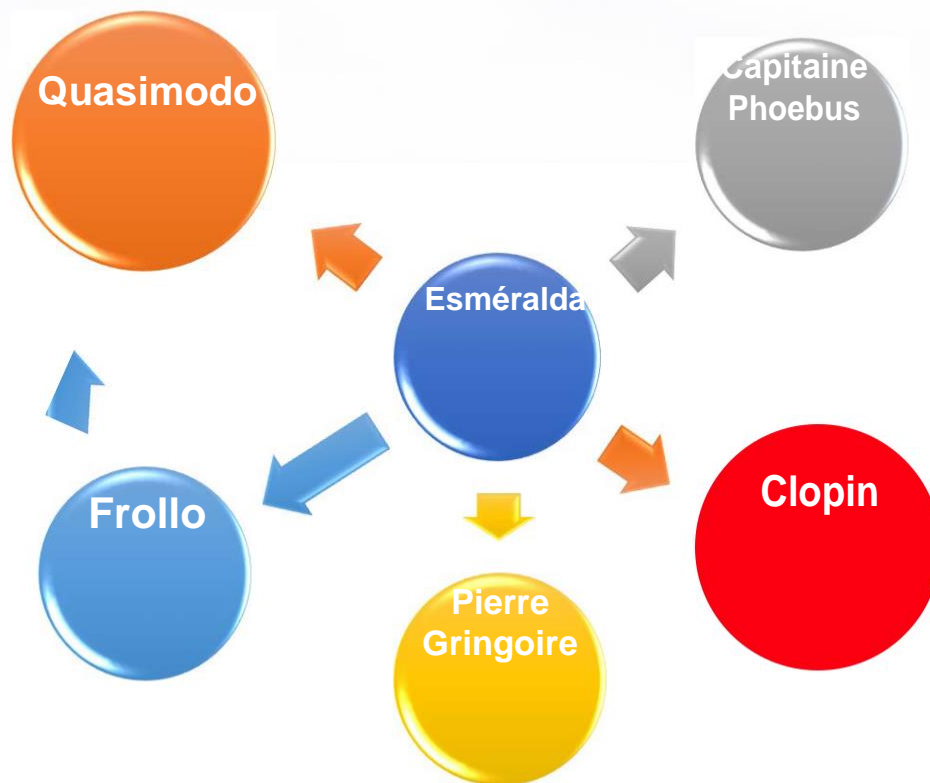 Quasimodo
Capitaine
Phoebus
Esméralda
Frollo
Clopin
Pierre
Gringoire